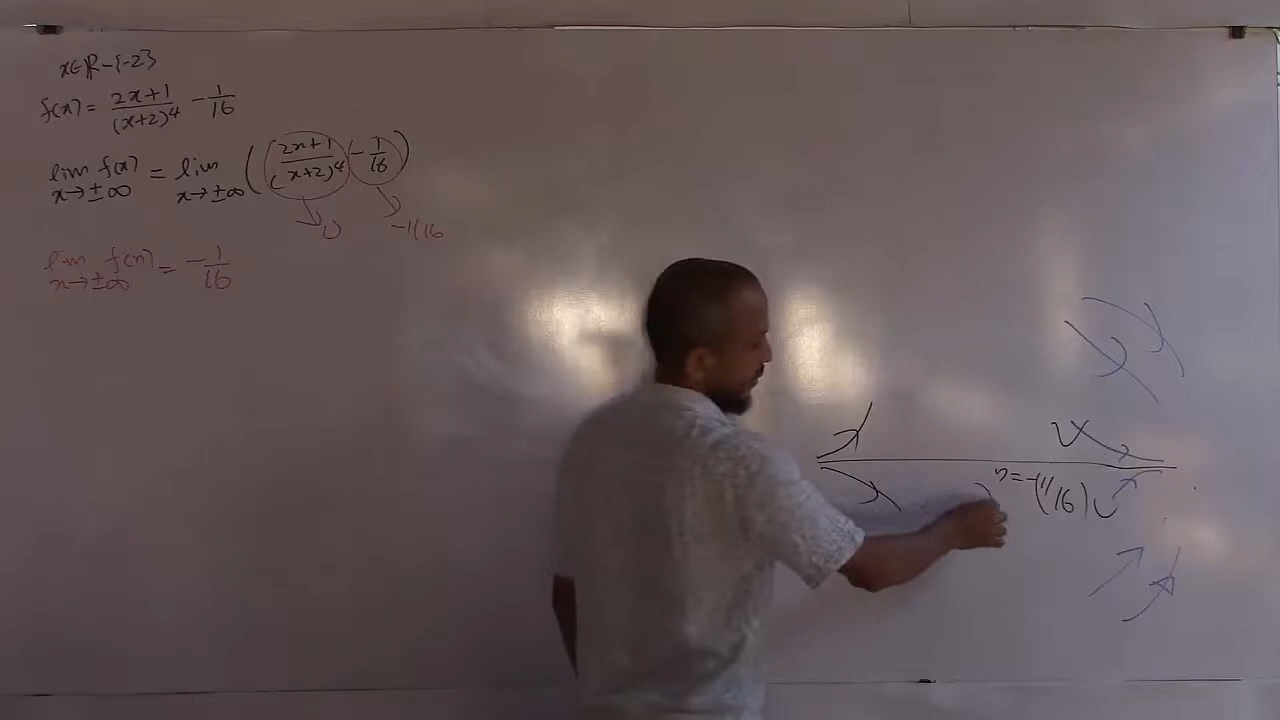 x∈ℝ-{-2}
f(x) = (2x+1)/(x+2)^4 - 1/16
lim x→±∞ f(x) = lim x→±∞ ((2x+1)/(x+2)^4 - 1/16)
0 -1/16
lim x→±∞ f(x) = -1/16
y=-(1/16)